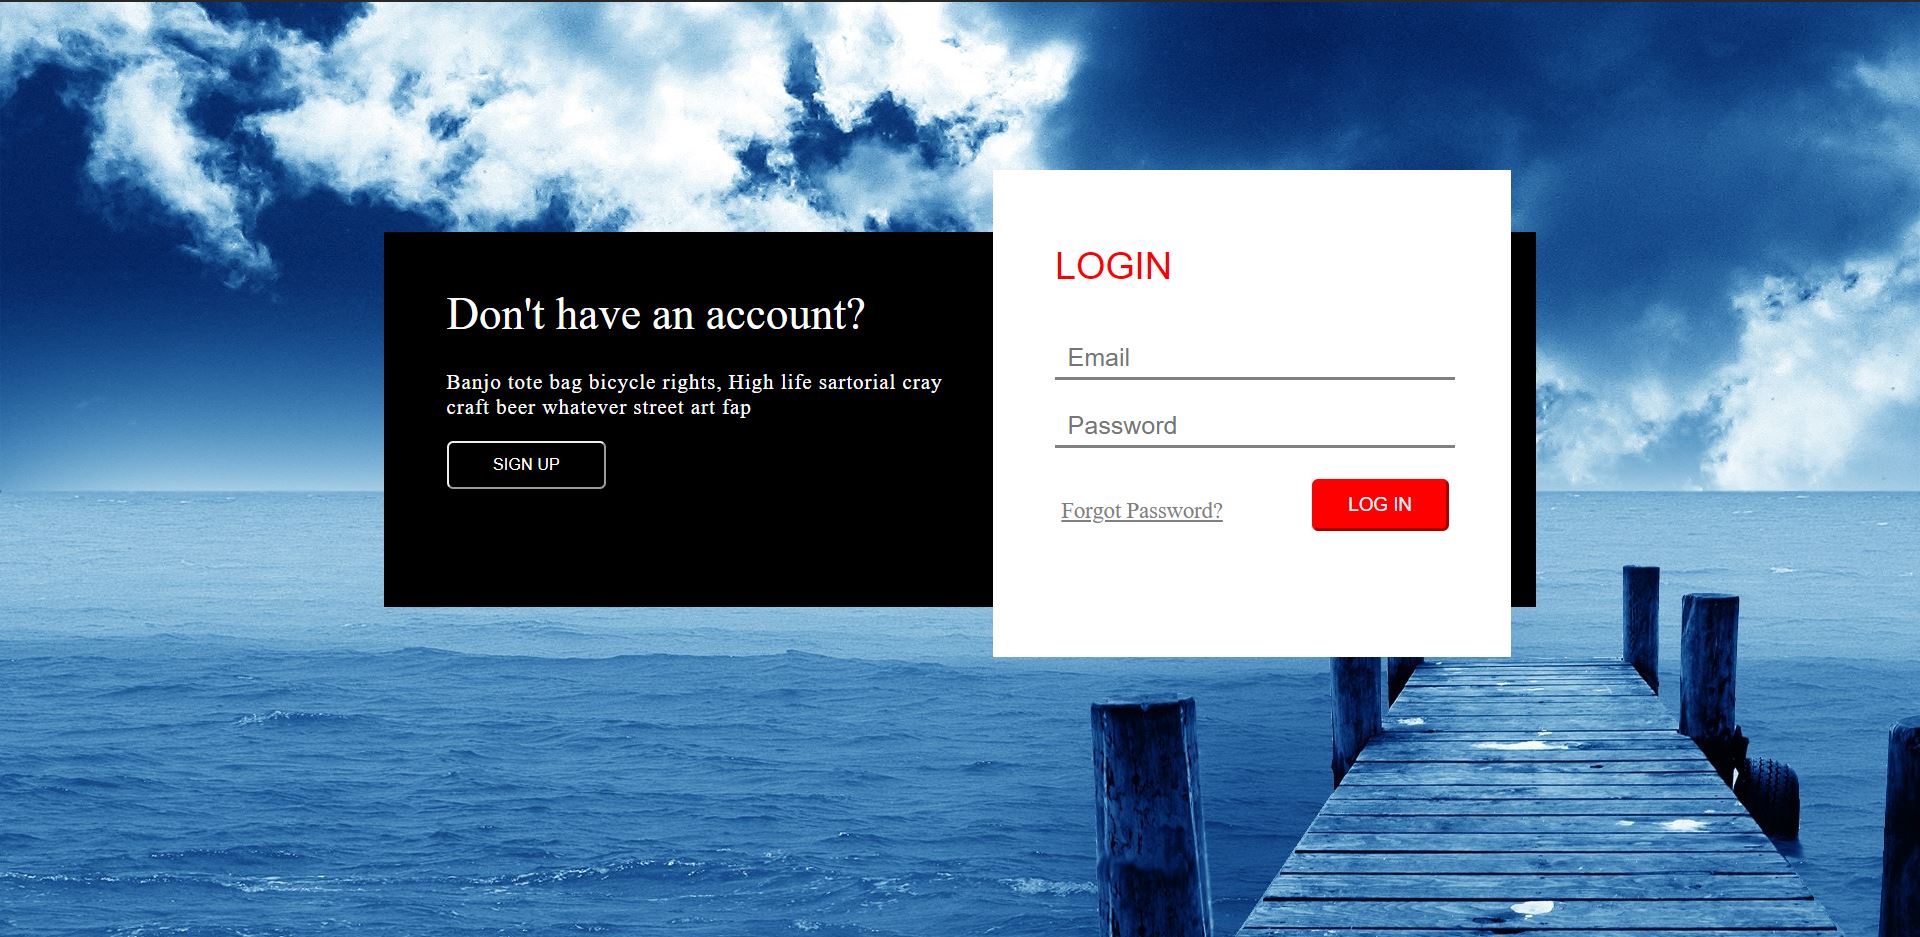 Don't have an account?
Banjo tote bag bicycle rights, High life sartorial cray
craft beer whatever street art fap
SIGN UP
LOGIN
Email
Password
Forgot Password?
LOG IN